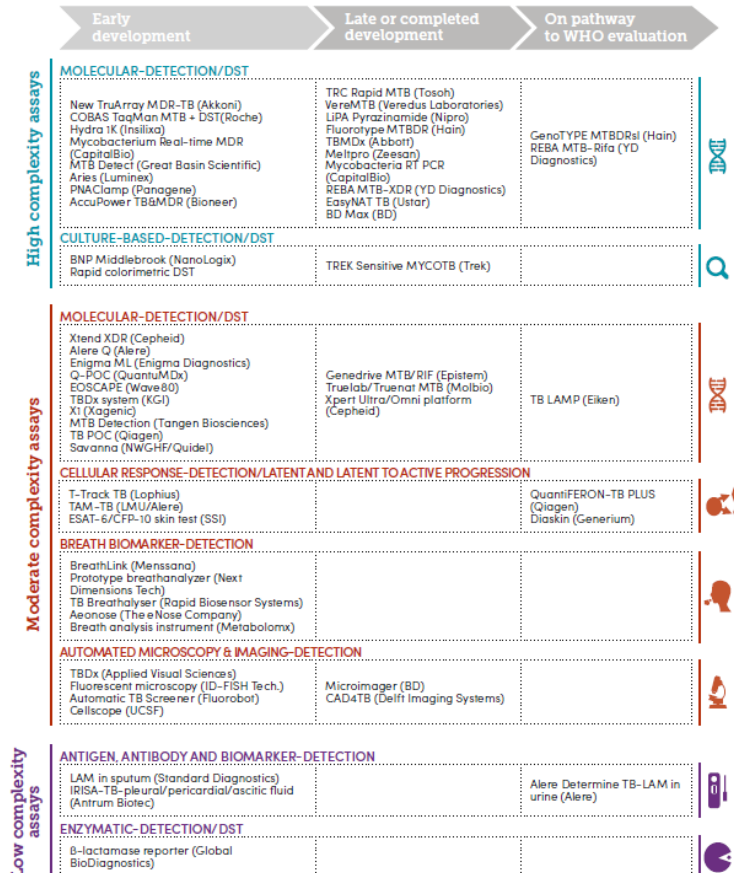 Early
development
Late or completed
development
On pathway
to WHO evaluation
High complexity assays
MOLECULAR-DETECTION/DST
New TruArray MDR-TB (Akkoni)
COBAS TaqMan MTB + DST(Roche)
Hydra 1K (Insilixa)
Mycobacterium Real-time MDR
(CapitalBio)
MTB Detect (Great Basin Scientific)
Aries (Luminex)
PNAClamp (Panagene)
AccuPower TB&MDR (Bioneer)
TRC Rapid MTB (Tosoh)
VereMTB (Veredus Laboratories)
LiPA Pyrazinamide (Nipro)
Fluorotype MTBDR (Hain)
TBMDx (Abbott)
Meltpro (Zeesan)
Mycobacteria RT PCR
(CapitalBio)
REBA MTB-XDR (YD Diagnostics)
EasyNAT TB (Ustar)
BD Max (BD)
GenoTYPE MTBDRsl (Hain)
REBA MTB-Rifa (YD
Diagnostics)
CULTURE-BASED-DETECTION/DST
BNP Middlebrook (NanoLogix)
Rapid colorimetric DST
TREK Sensitive MYCOTB (Trek)
Moderate complexity assays
MOLECULAR-DETECTION/DST
Xtend XDR (Cepheid)
Alere Q (Alere)
Enigma ML (Enigma Diagnostics)
Q-POC (QuantuMDx)
EOSCAPE (Wave80)
TBDx system (KGI)
X1 (Xagenic)
MTB Detection (Tangen Biosciences)
TB POC (Qiagen)
Savanna (NWGHF/Quidel)
Genedrive MTB/RIF (Epistem)
Truelab/Truenat MTB (Molbio)
Xpert Ultra/Omni platform
(Cepheid)
TB LAMP (Eiken)
CELLULAR RESPONSE-DETECTION/LATENT AND LATENT TO ACTIVE PROGRESSION
T-Track TB (Lophius)
TAM-TB (LMU/Alere)
ESAT-6/CFP-10 skin test (SSI)
QuantiFERON-TB PLUS
(Qiagen)
Diaskin (Generium)
BREATH BIOMARKER-DETECTION
BreathLink (Menssana)
Prototype breathanalyzer (Next
Dimensions Tech)
TB Breathalyser (Rapid Biosensor Systems)
Aeonose (The eNose Company)
Breath analysis instrument (Metabolomx)
AUTOMATED MICROSCOPY & IMAGING-DETECTION
TBDx (Applied Visual Sciences)
Fluorescent microscopy (ID-FISH Tech.)
Automatic TB Screener (Fluorobot)
Cellscope (UCSF)
Microimager (BD)
CAD4TB (Delft Imaging Systems)
Low complexity
assays
ANTIGEN, ANTIBODY AND BIOMARKER-DETECTION
LAM in sputum (Standard Diagnostics)
IRISA-TB-pleural/pericardial/ascitic fluid
(Antrum Biotec)
Alere Determine TB-LAM in
urine (Alere)
ENZYMATIC-DETECTION/DST
β-lactamase reporter (Global
BioDiagnostics)